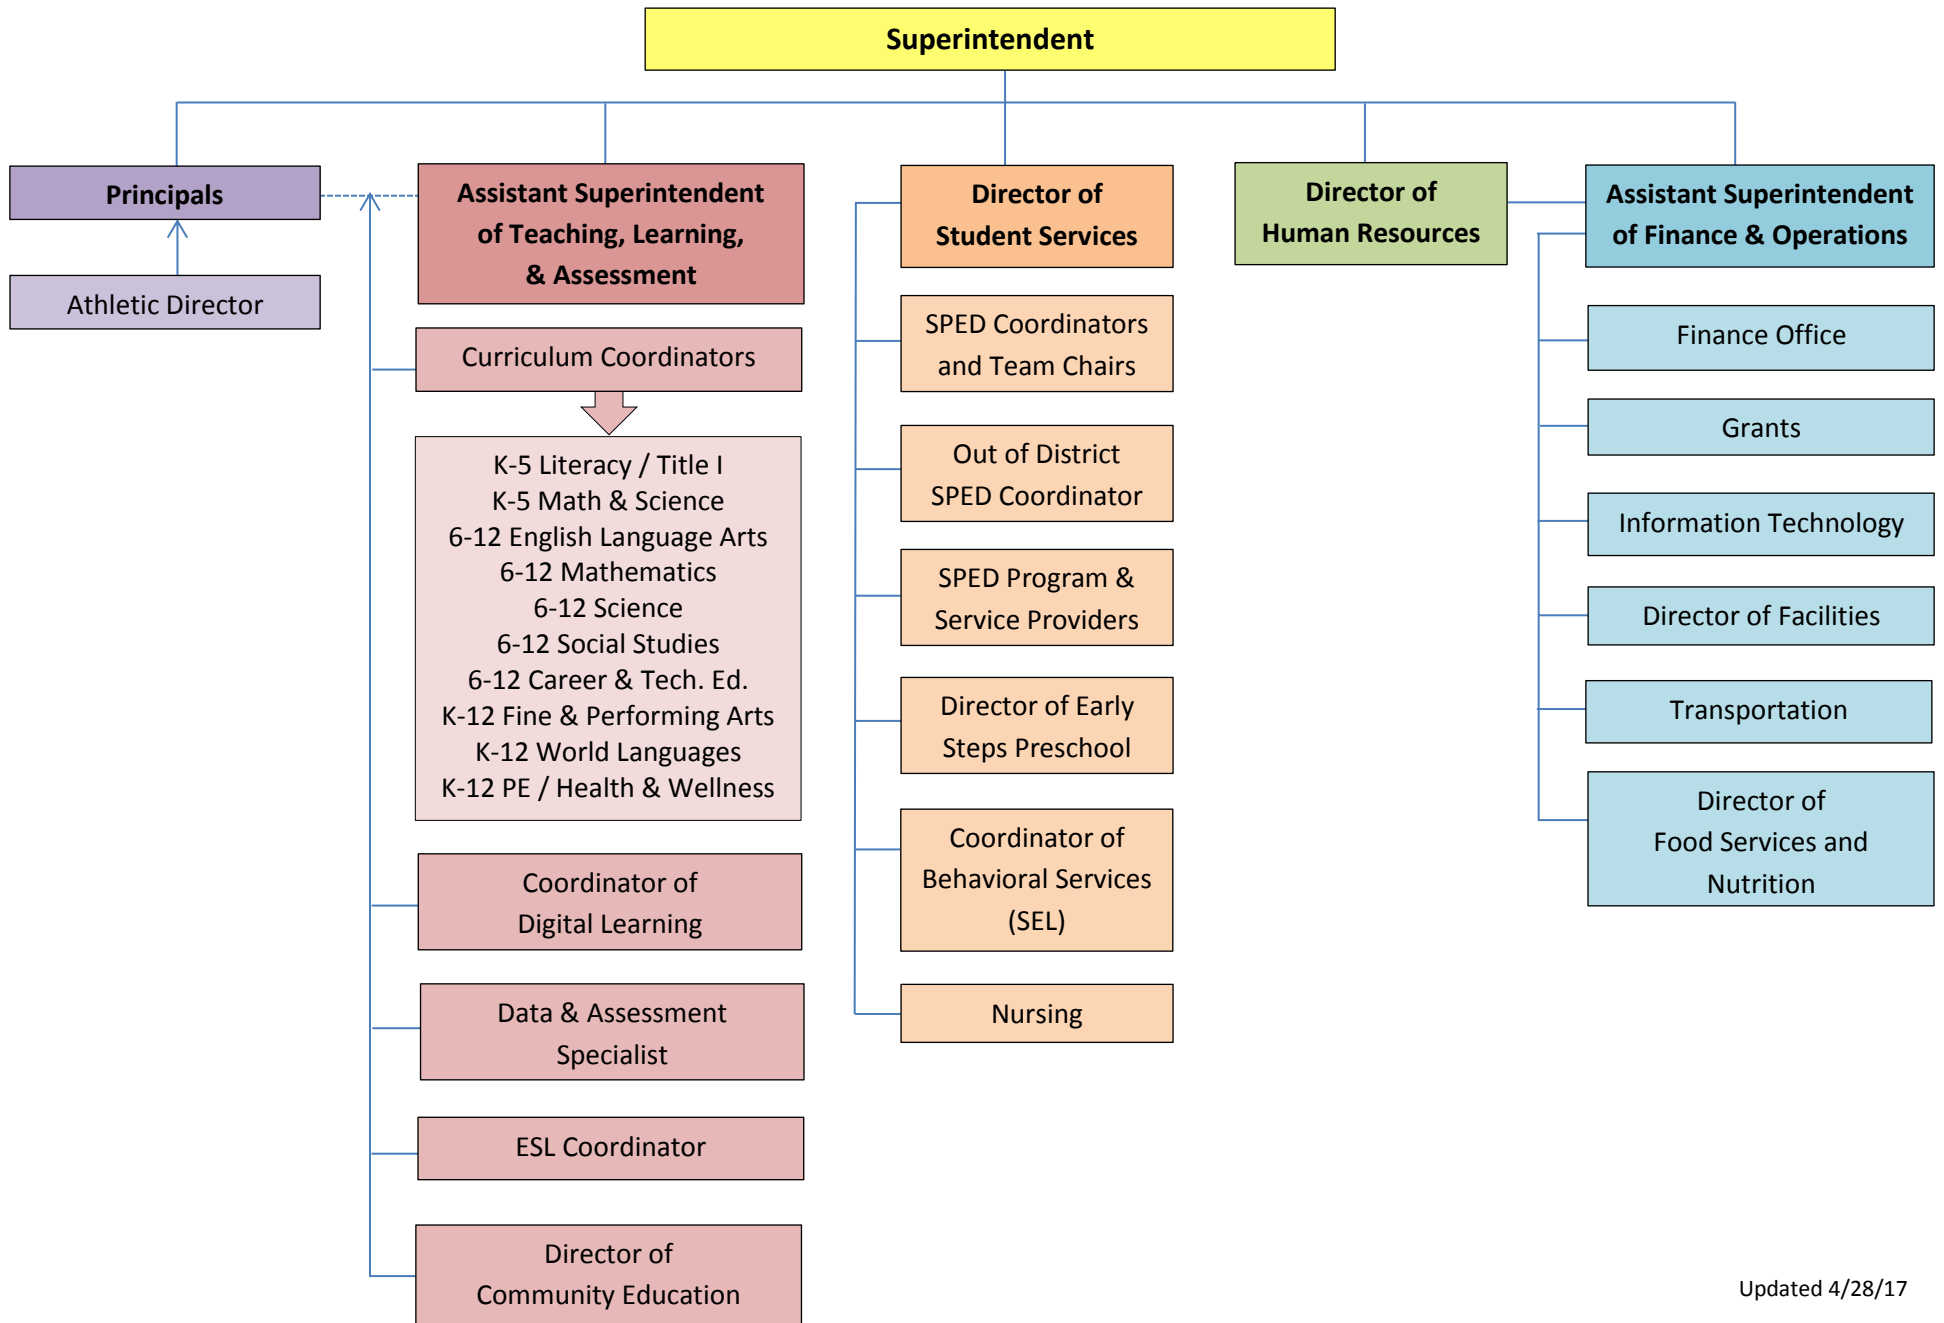 Superintendent
Principals
Athletic Director
Assistant Superintendent
of Teaching, Learning,
& Assessment
Curriculum Coordinators
K-5 Literacy / Title I
K-5 Math & Science
6-12 English Language Arts
6-12 Mathematics
6-12 Science
6-12 Social Studies
6-12 Career & Tech. Ed.
K-12 Fine & Performing Arts
K-12 World Languages
K-12 PE / Health & Wellness
Coordinator of
Digital Learning
Data & Assessment
Specialist
ESL Coordinator
Director of
Community Education
Director of
Student Services
SPED Coordinators
and Team Chairs
Out of District
SPED Coordinator
SPED Program &
Service Providers
Director of Early
Steps Preschool
Coordinator of
Behavioral Services
(SEL)
Nursing
Director of
Human Resources
Assistant Superintendent
of Finance & Operations
Finance Office
Grants
Information Technology
Director of Facilities
Transportation
Director of
Food Services and
Nutrition
Updated 4/28/17